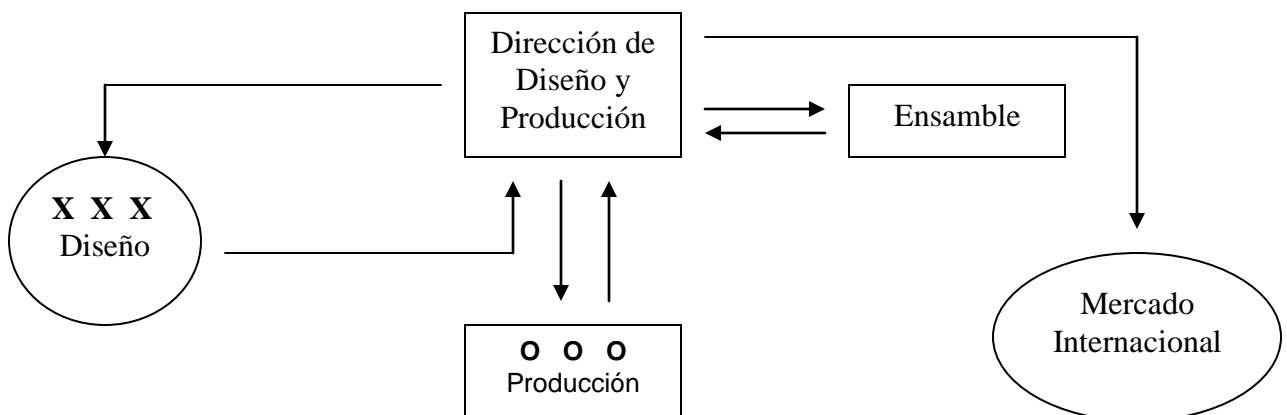 Dirección de
Diseño y
Producción
Ensamble
X X X
Diseño
Mercado
Internacional
O O O
Producción